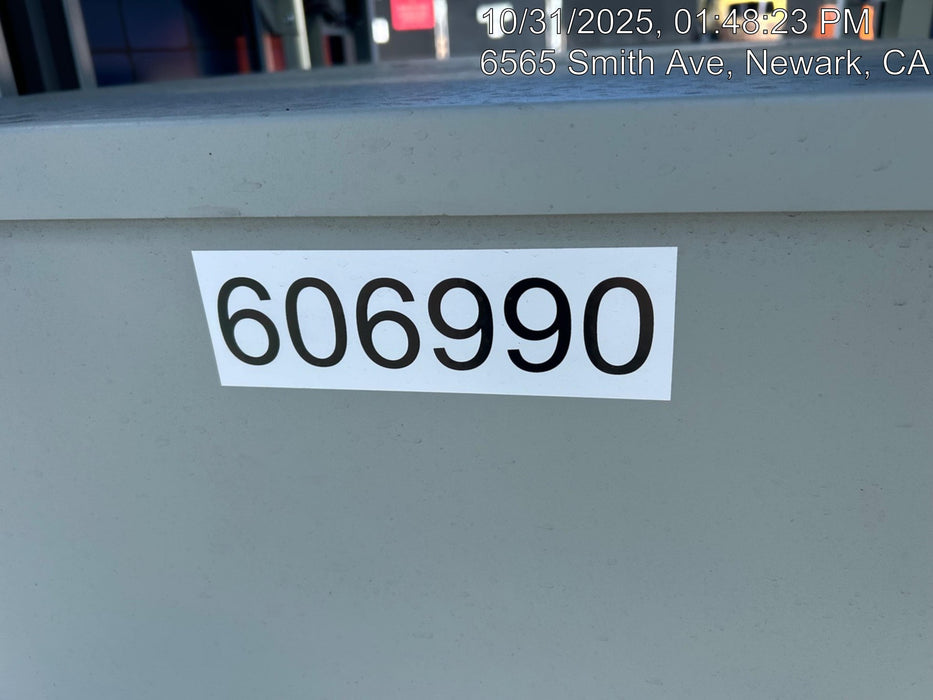 10/31/2025, 01:48:23 PM
6565 Smith Ave, Newark, CA
606990